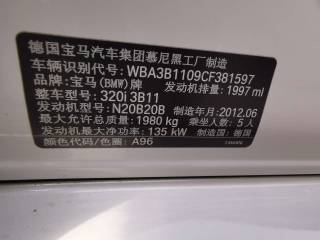 德国宝马汽车集团慕尼黑工厂制造
车辆识别代号: WBA3B1109CF381597
品牌: 宝马(BMW)牌 发动机排量: 1997 ml
整车型号: 320i 3B11
发动机型号: N20B20B 制造年月: 2012.06
最大允许总质量: 1980 kg 乘坐人数: 5 人
发动机最大净功率: 135 kW 制造国: 德国
颜色代码/色圈: A96